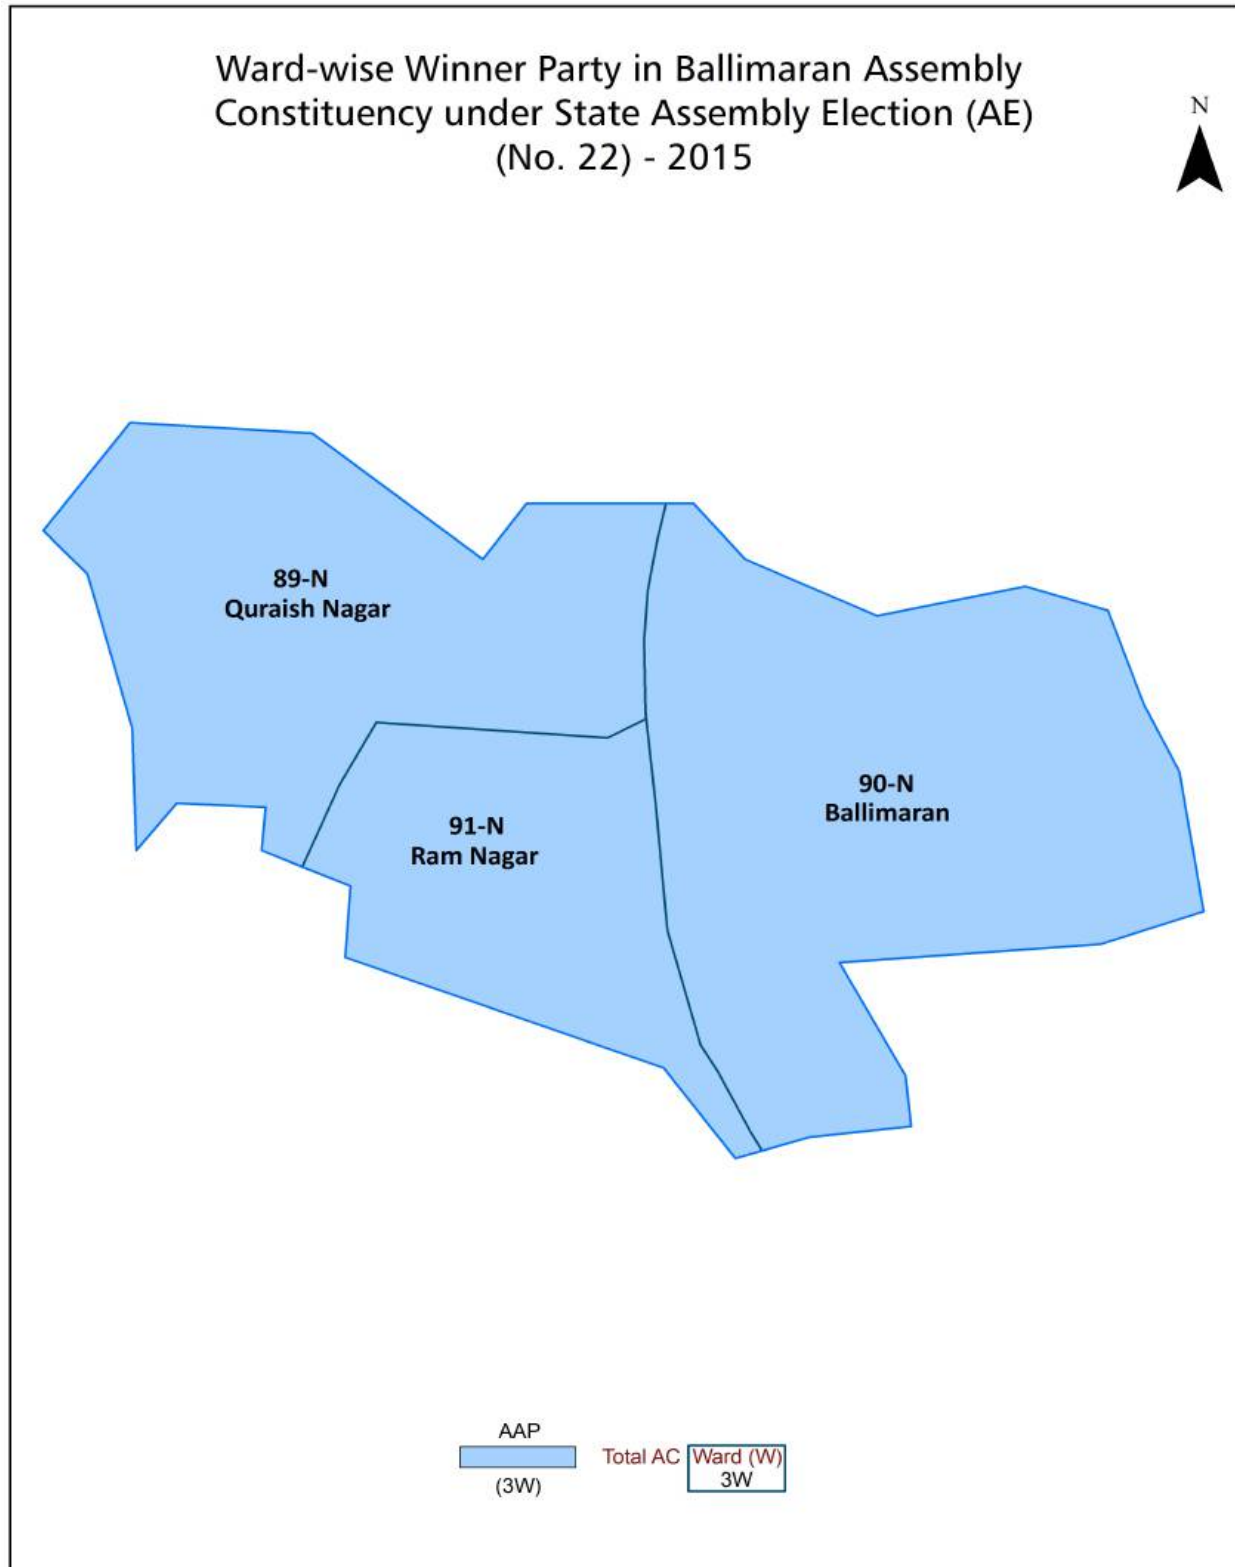 Ward-wise Winner Party in Ballimaran Assembly
Constituency under State Assembly Election (AE)
(No. 22) - 2015
N
89-N
Quraish Nagar
90-N
Ballimaran
91-N
Ram Nagar
AAP
(3W)
Total AC
Ward (W)
3W